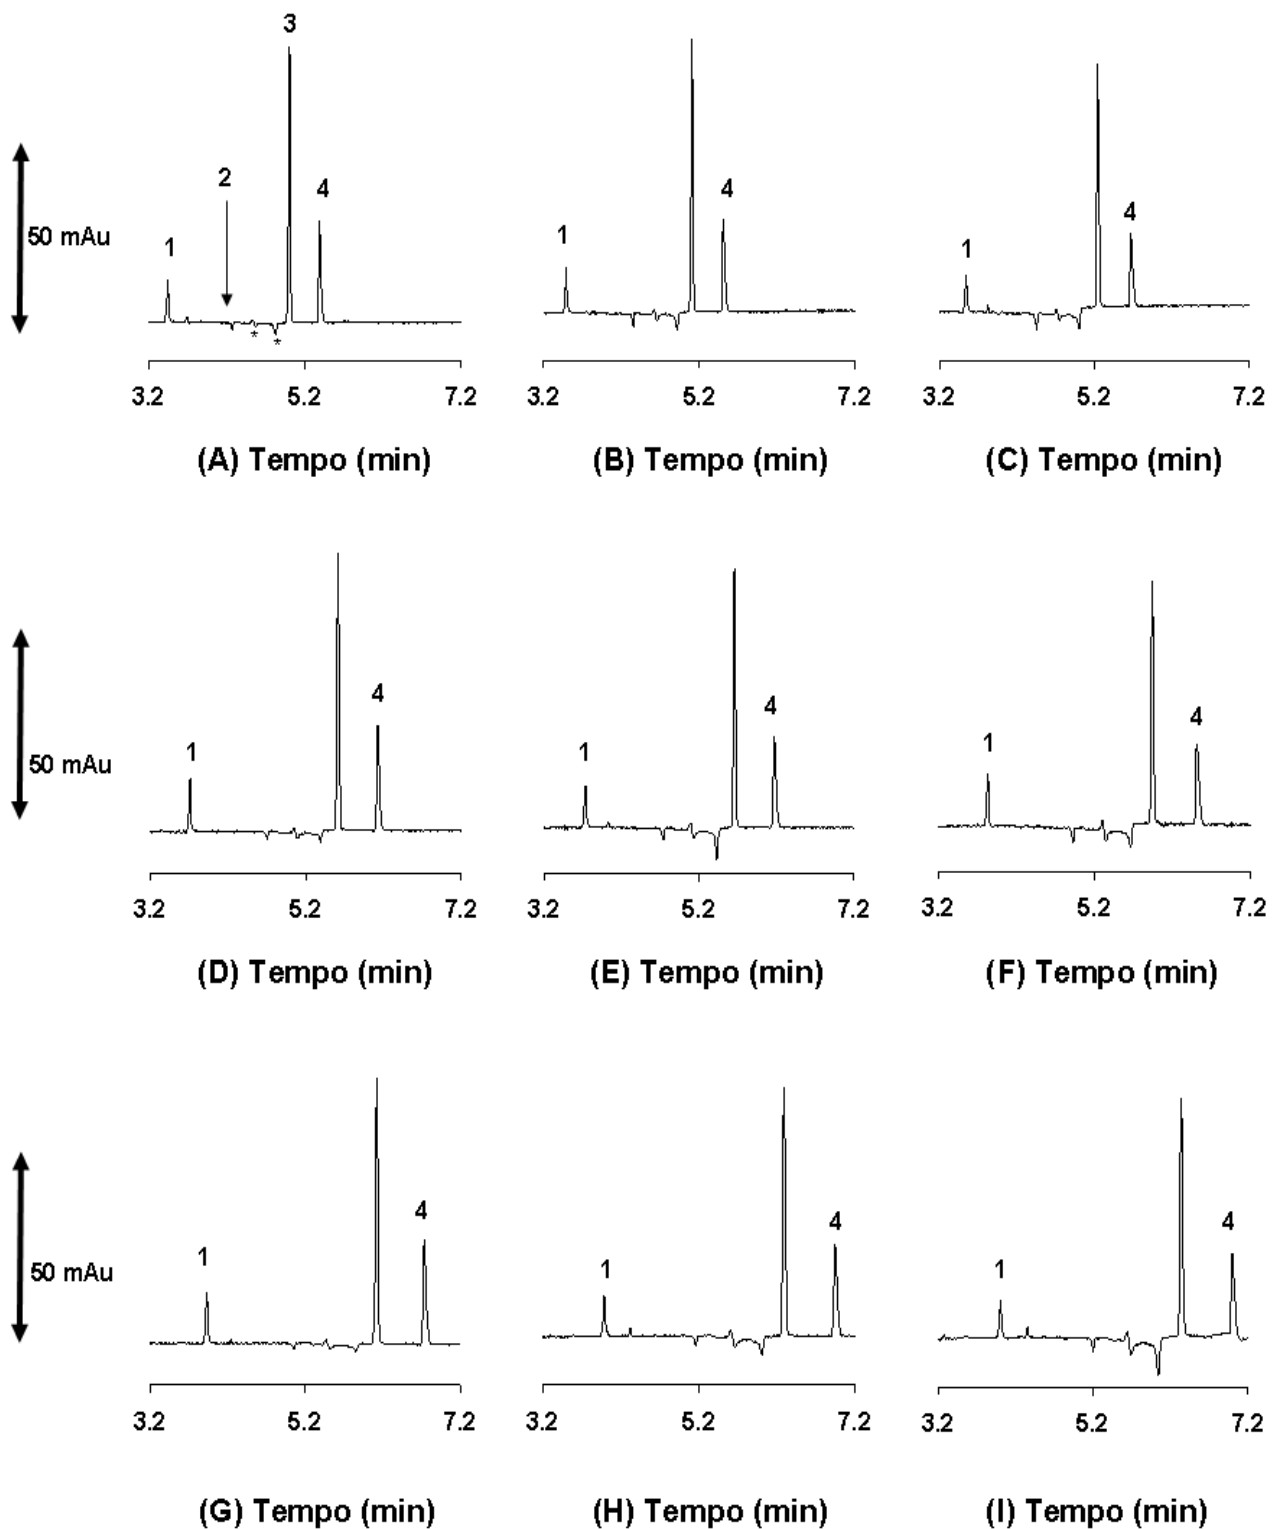 3
2
4
1
50 mAu
*
*
3.2 5.2 7.2
(A) Tempo (min)
4
1
3.2 5.2 7.2
(B) Tempo (min)
4
1
3.2 5.2 7.2
(C) Tempo (min)
4
1
50 mAu
3.2 5.2 7.2
(D) Tempo (min)
4
1
3.2 5.2 7.2
(E) Tempo (min)
4
1
3.2 5.2 7.2
(F) Tempo (min)
4
1
50 mAu
3.2 5.2 7.2
(G) Tempo (min)
4
1
3.2 5.2 7.2
(H) Tempo (min)
4
1
3.2 5.2 7.2
(I) Tempo (min)